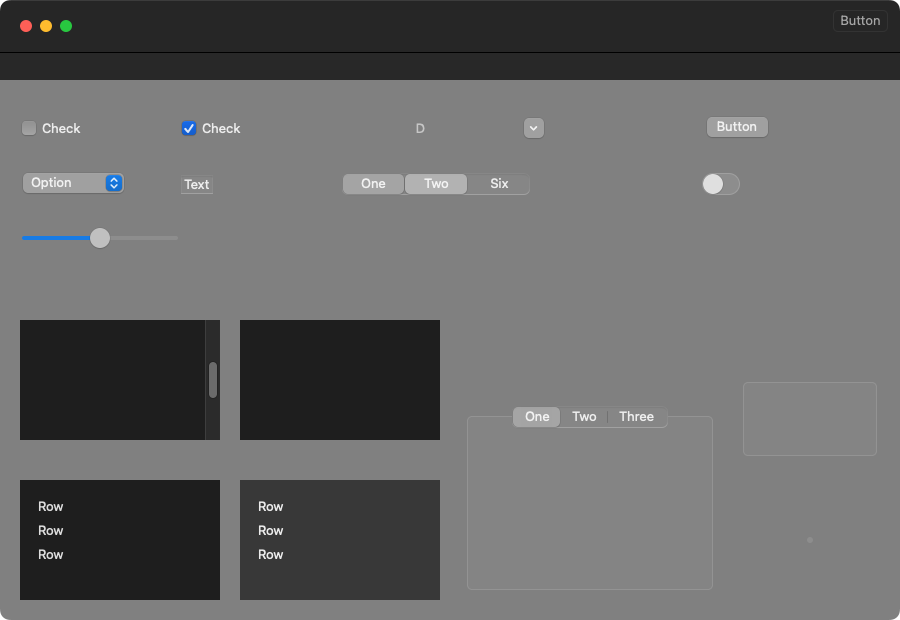 Button
Check
Check
D
Button
Option
Text
One
Two
Six
One
Two
Three
Row
Row
Row
Row
Row
Row